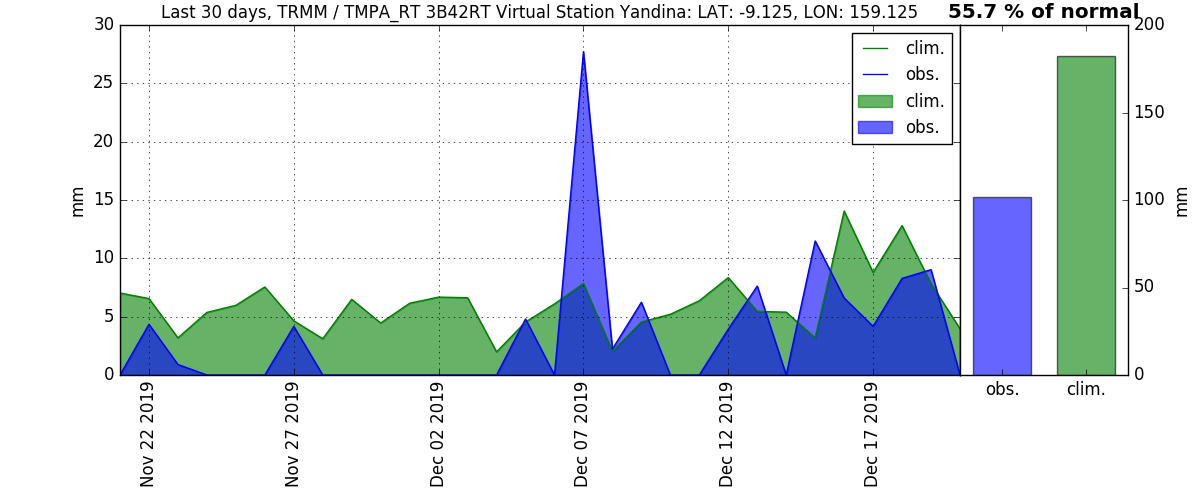 Last 30 days, TRMM / TMPA_RT 3B42RT Virtual Station Yandina: LAT: -9.125, LON: 159.125
55.7 % of normal
30
25
20
15
10
5
0
mm
clim.
obs.
clim.
obs.
200
150
100
50
0
mm
Nov 22 2019
Nov 27 2019
Dec 02 2019
Dec 07 2019
Dec 12 2019
Dec 17 2019
obs.
clim.